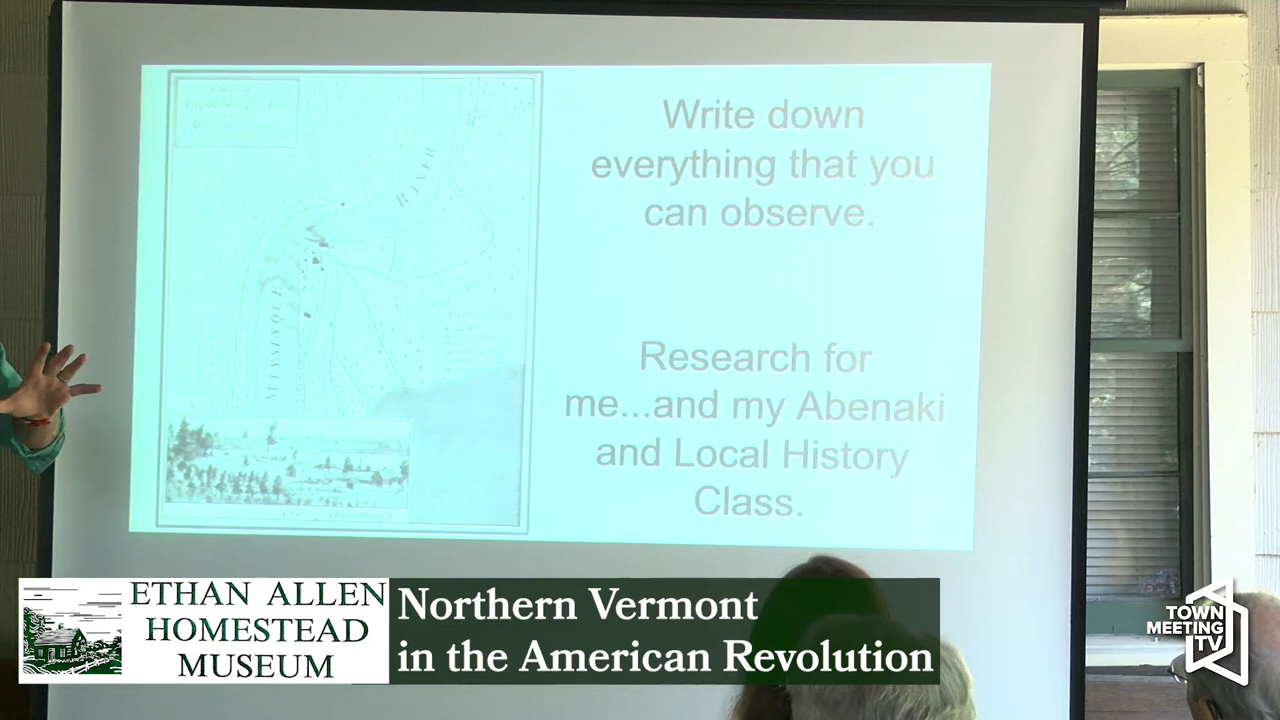 RIVER
MISSISQUE
Write down
everything that you
can observe.
Research for
me...and my Abenaki
and Local History
Class.
ETHAN ALLEN
HOMESTEAD
MUSEUM
Northern Vermont
in the American Revolution
TOWN
MEETING
TV